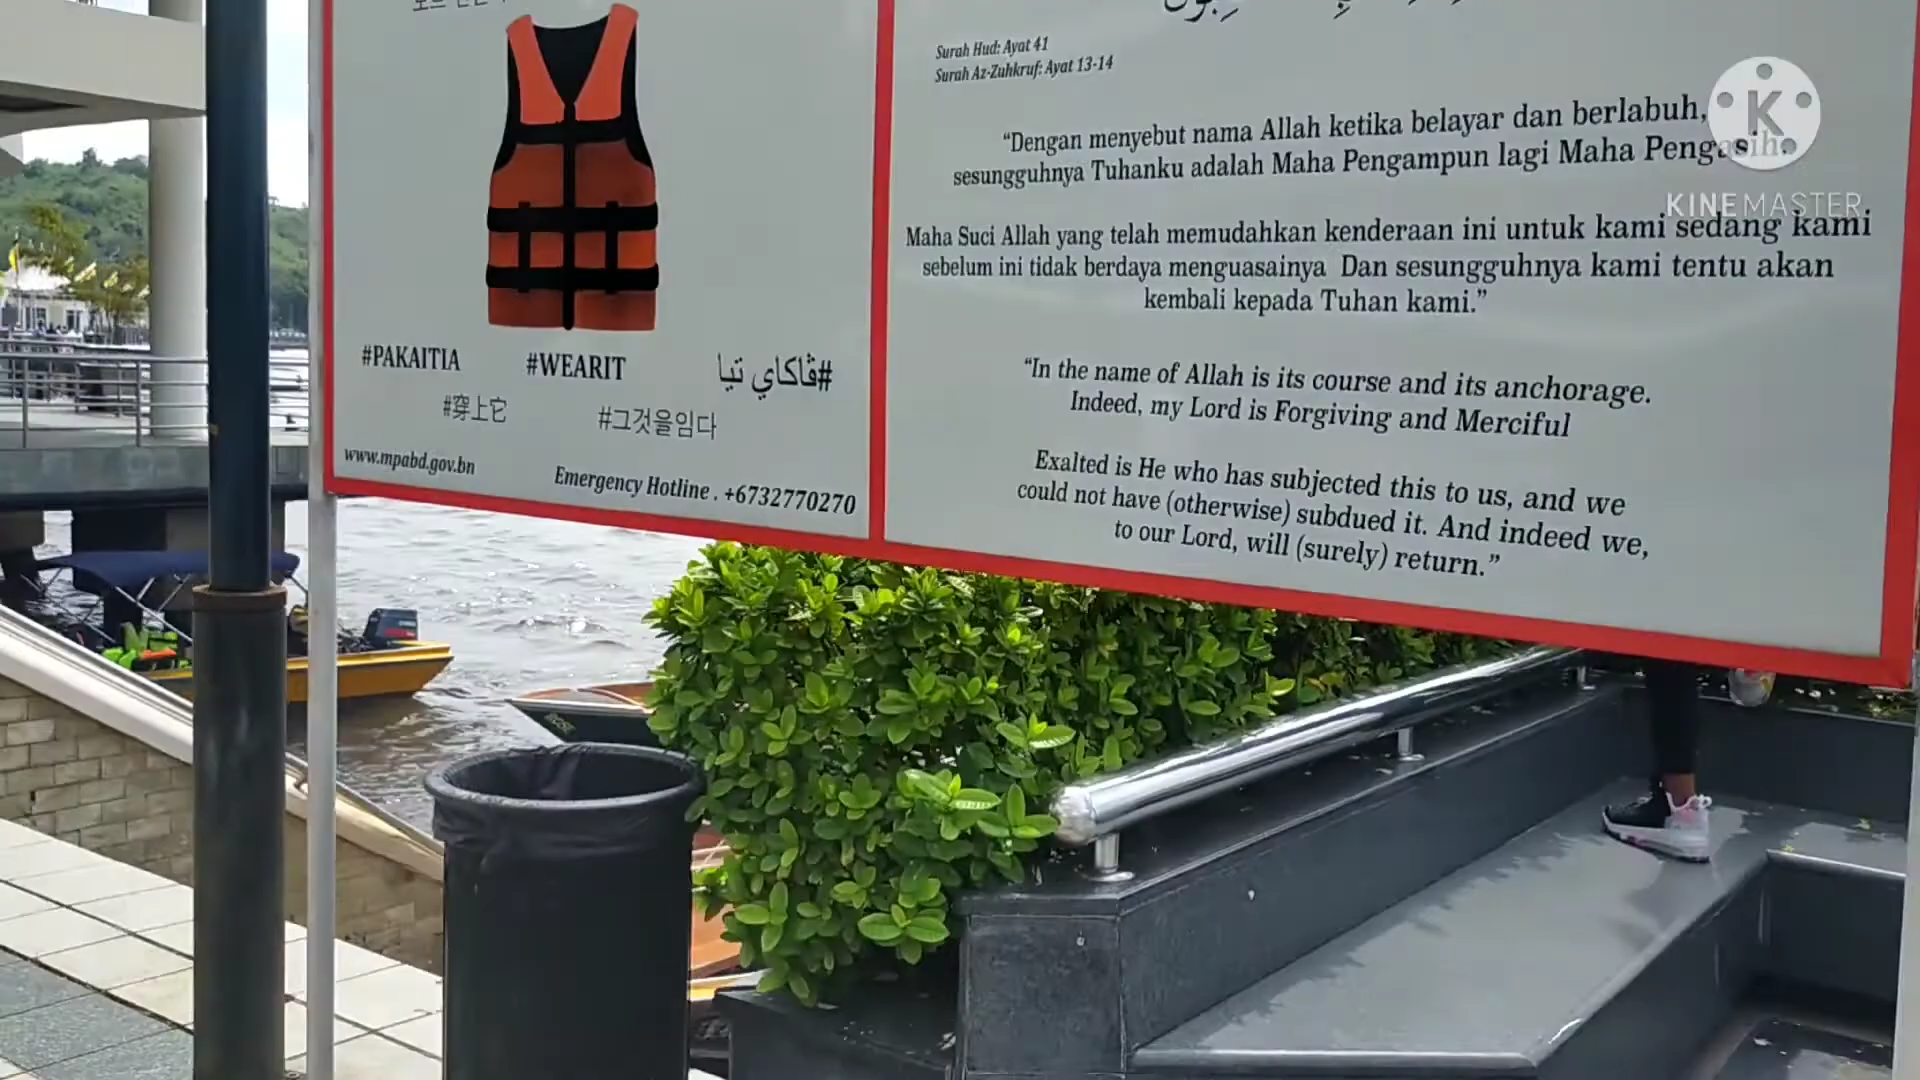 #PAKAITIA
#WEARIT
#ڤاكاي تيا
#穿上它
#그것을임다
www.mpabd.gov.bn
Emergency Hotline . +6732770270
Surah Hud: Ayat 41
Surah Az-Zuhkruf: Ayat 13-14
“Dengan menyebut nama Allah ketika belayar dan berlabuh,
sesungguhnya Tuhanku adalah Maha Pengampun lagi Maha Pengasih.
Maha Suci Allah yang telah memudahkan kenderaan ini untuk kami sedang kami
sebelum ini tidak berdaya menguasainya Dan sesungguhnya kami tentu akan
kembali kepada Tuhan kami.”
“In the name of Allah is its course and its anchorage.
Indeed, my Lord is Forgiving and Merciful
Exalted is He who has subjected this to us, and we
could not have (otherwise) subdued it. And indeed we,
to our Lord, will (surely) return.”
K
KINEMASTER